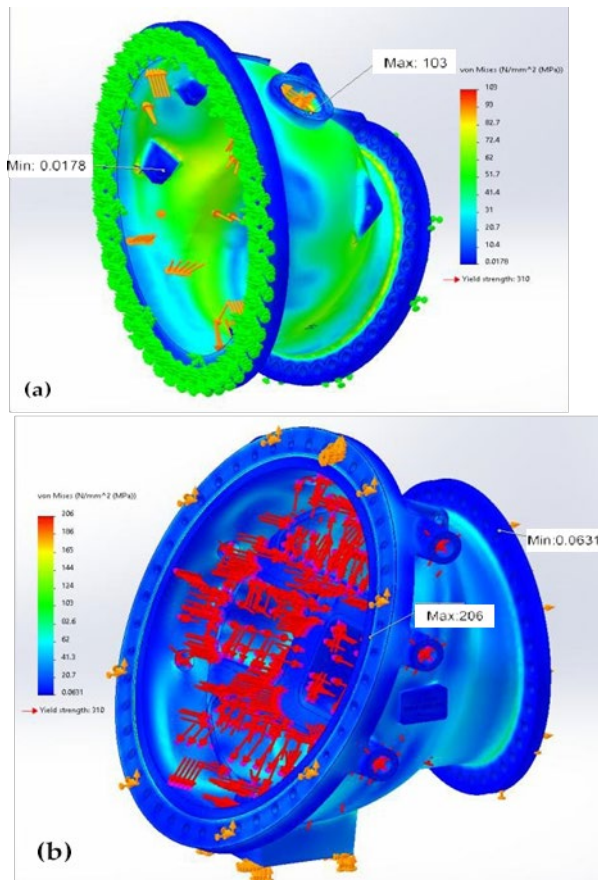 Max: 103
von Mises (N/mm^2 (MPa))
103
93
82.7
72.4
62
51.7
41.4
31
20.7
10.4
0.0178
Yield strength: 310
Min: 0.0178
(a)
von Mises (N/mm^2 (MPa))
206
186
165
144
124
103
82.6
62
41.3
20.7
0.0631
Yield strength: 310
Min:0.0631
Max:206
(b)